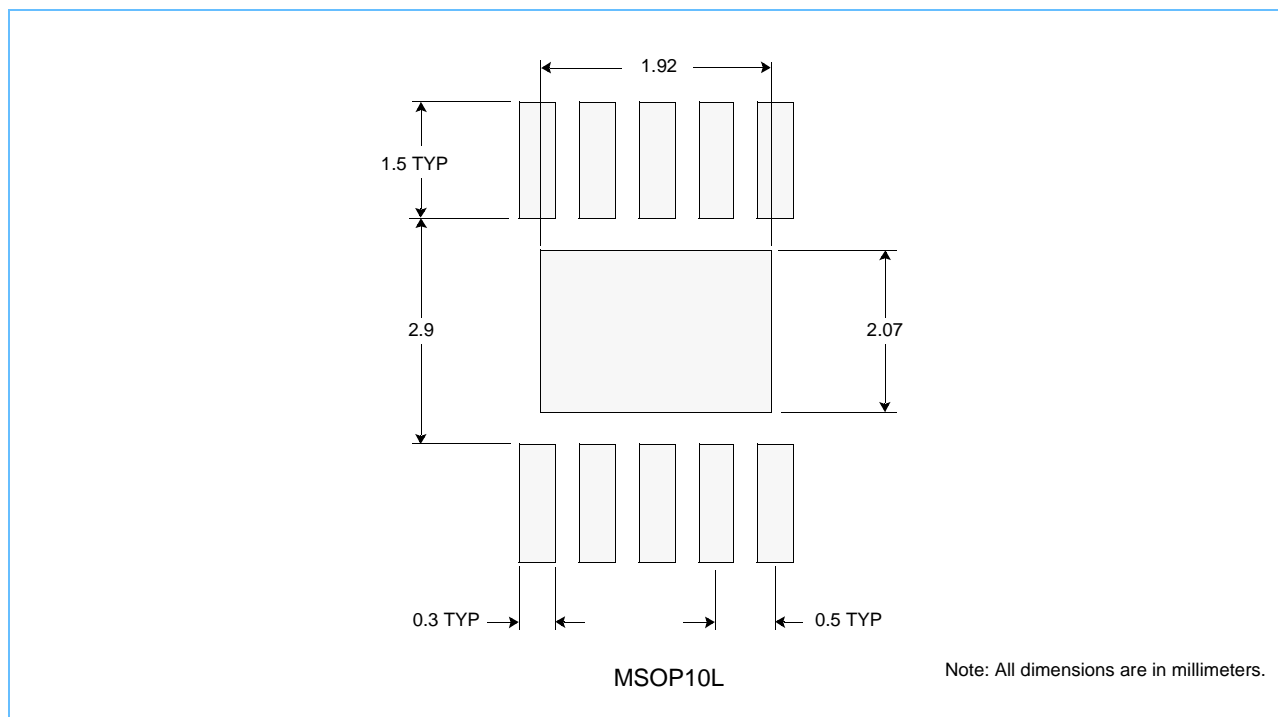 1.92
1.5 TYP
2.9
2.07
0.3 TYP
0.5 TYP
MSOP10L
Note: All dimensions are in millimeters.